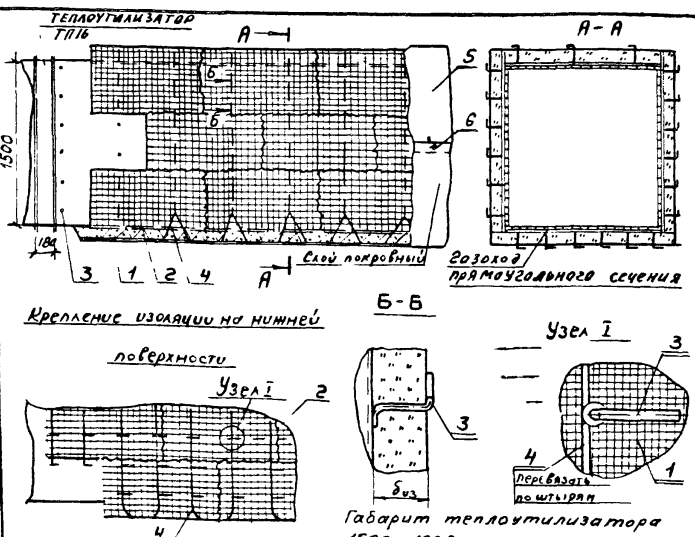 ТЕПЛОУТИЛИЗАТОР
ТП16
А
А-А
5
Б
6
Б
1500
180
3 1 2 4
А
Слой покровный
Газоход
прямоугольного сечения
Крепление изоляции на нижней
поверхности
Б-Б
Узел I
Узел I
2
3
3
4
перевязать
по штырям
1
δиз
4
Габарит теплоутилизатора